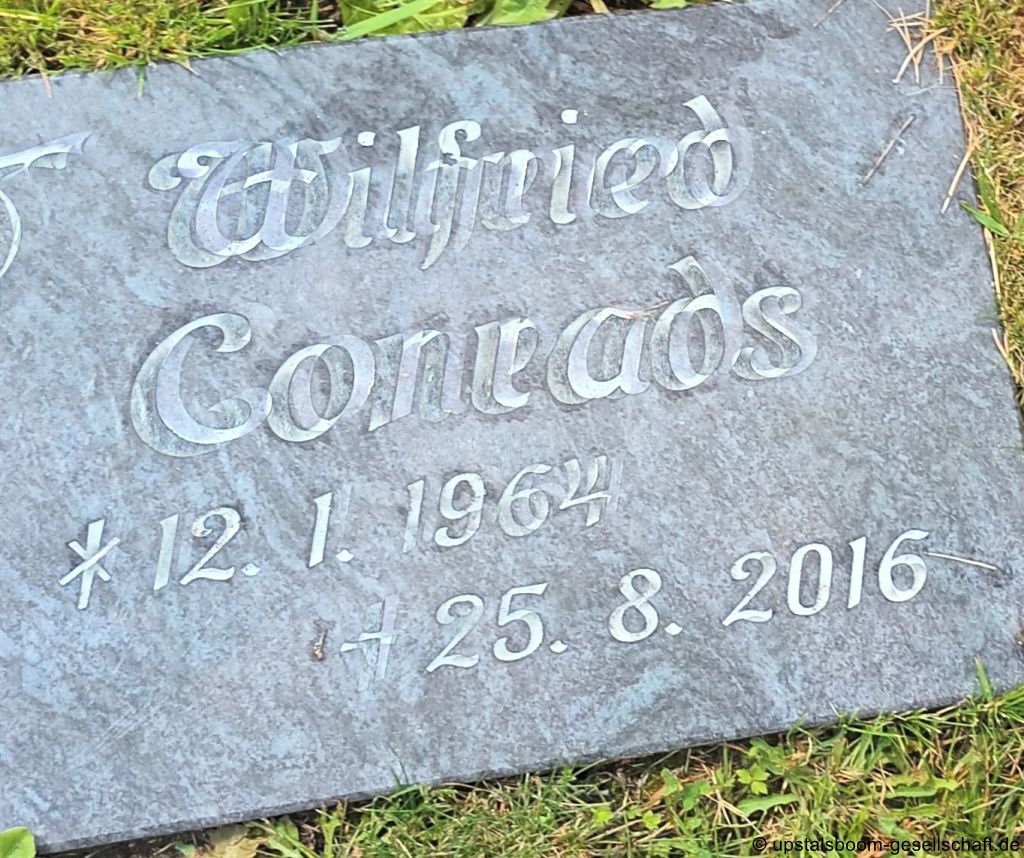 Wilfried
Conrads
* 12. 1. 1964
† 25. 8. 2016
© upstalsboom-gesellschaft.de